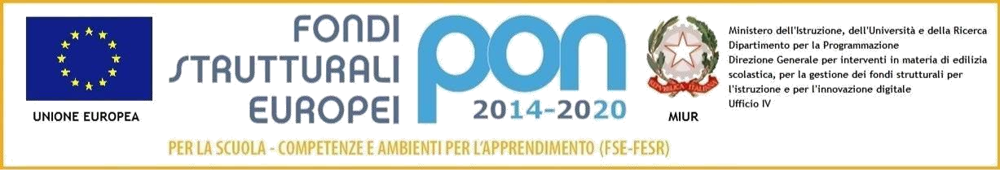 UNIONE EUROPEA
FONDI
STRUTTURALI
EUROPEI
pon
2014-2020
REPVBBLICA ITALIANA
MIUR
Ministero dell'Istruzione, dell'Università e della Ricerca
Dipartimento per la Programmazione
Direzione Generale per interventi in materia di edilizia
scolastica, per la gestione dei fondi strutturali per
l'istruzione e per l'innovazione digitale
Ufficio IV
PER LA SCUOLA - COMPETENZE E AMBIENTI PER L'APPRENDIMENTO (FSE-FESR)